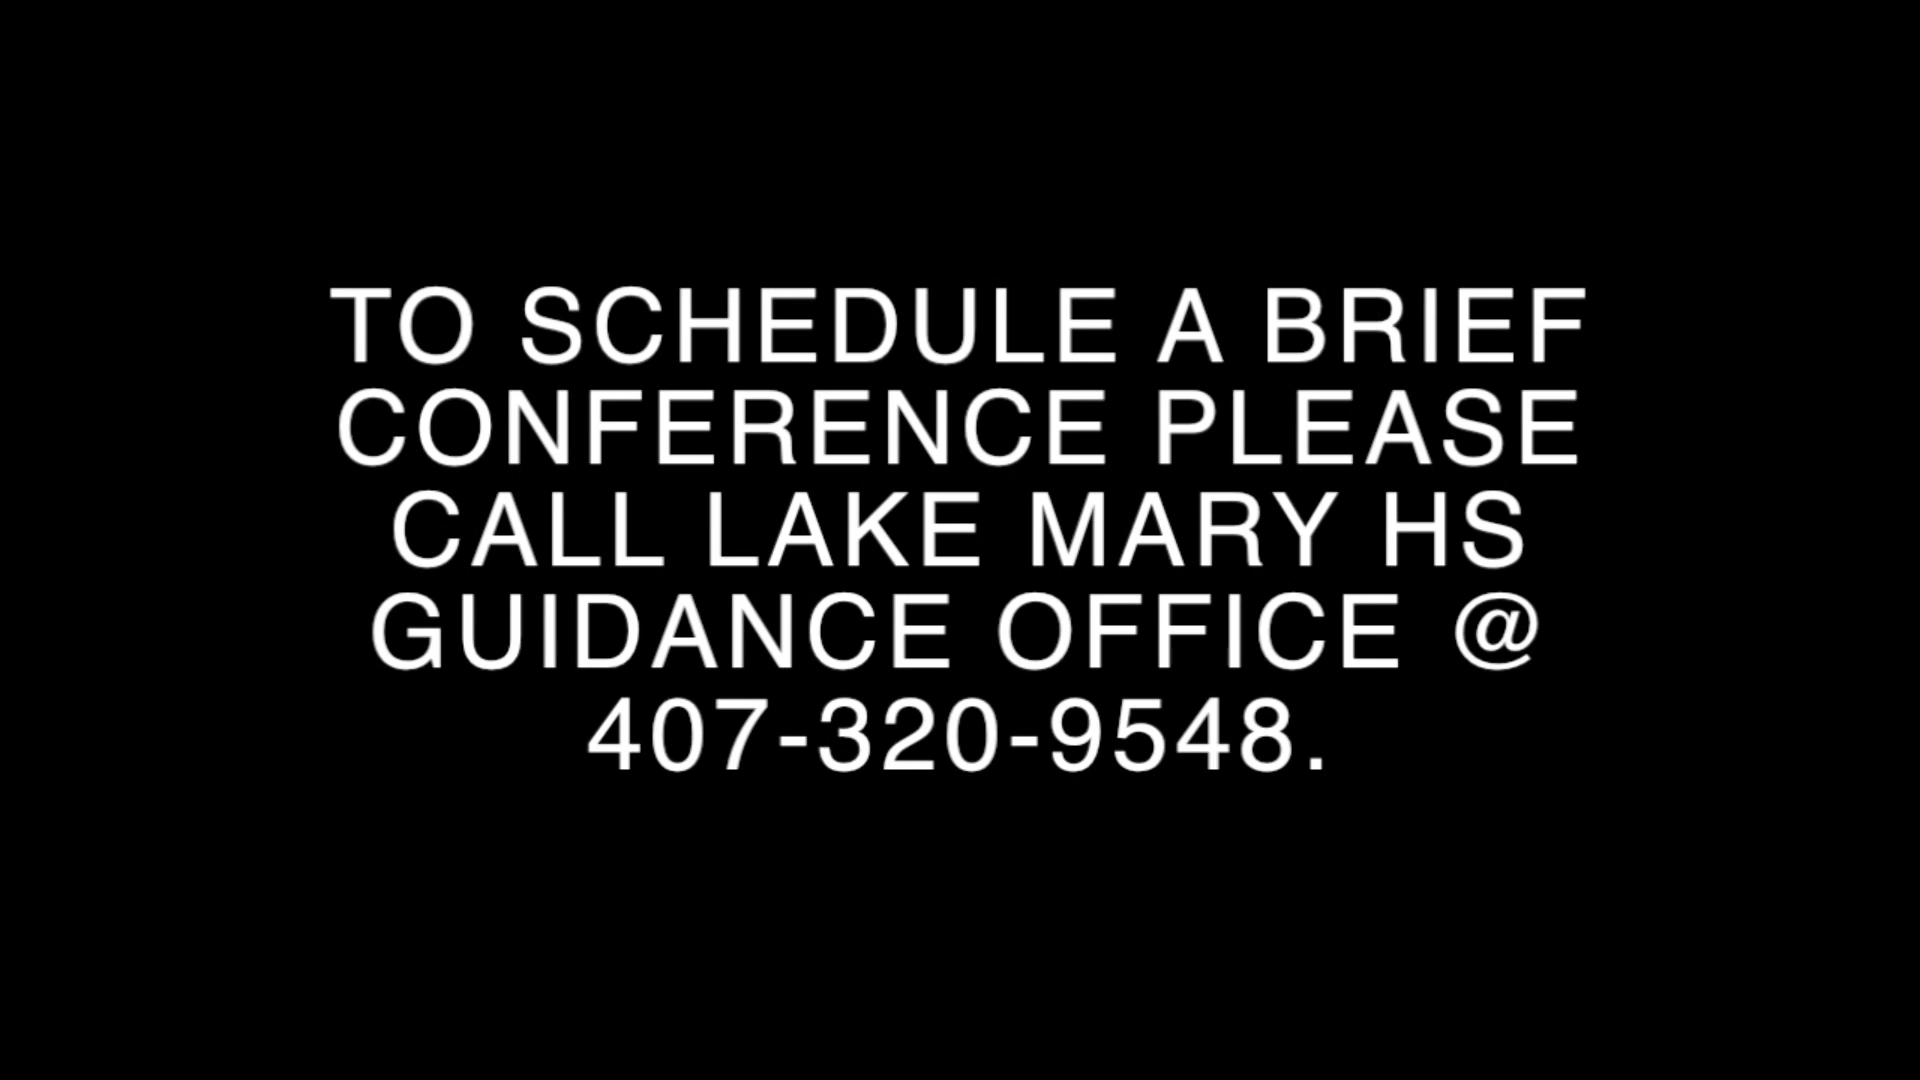 TO SCHEDULE A BRIEF
CONFERENCE PLEASE
CALL LAKE MARY HS
GUIDANCE OFFICE @
407-320-9548.